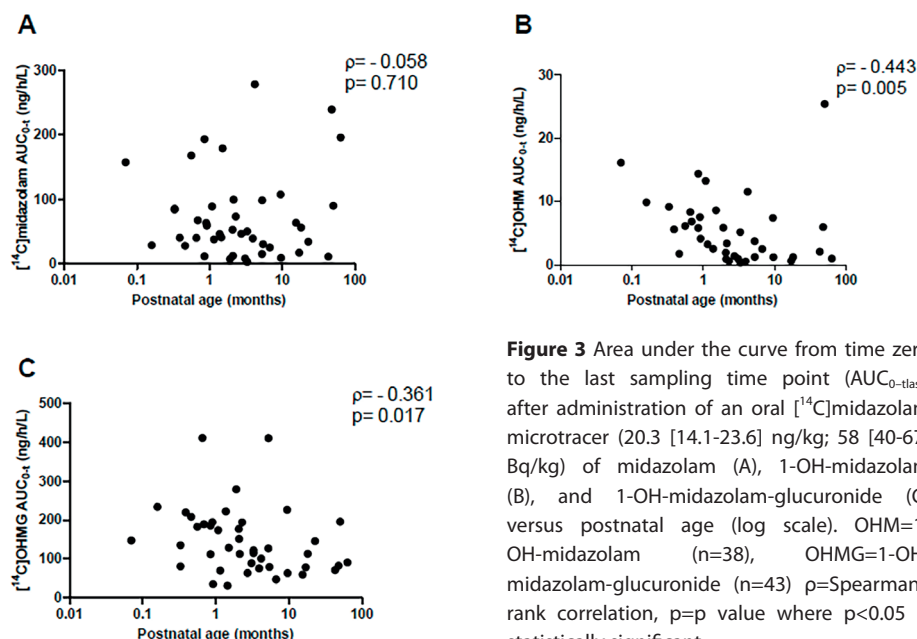 A
ρ= - 0.058
p= 0.710
[¹⁴C]midazolam AUC₀₋ₜ (ng/h/L)
300
200
100
0
0.01 0.1 1 10 100
Postnatal age (months)
B
ρ= - 0.443
p= 0.005
[¹⁴C]OHM AUC₀₋ₜ (ng/h/L)
30
20
10
0
0.01 0.1 1 10 100
Postnatal age (months)
C
ρ= - 0.361
p= 0.017
[¹⁴C]OHMG AUC₀₋ₜ (ng/h/L)
500
400
300
200
100
0
0.01 0.1 1 10 100
Postnatal age (months)
Figure 3 Area under the curve from time zer
to the last sampling time point (AUC₀₋ₜₗₐₛ
after administration of an oral [¹⁴C]midazolan
microtracer (20.3 [14.1-23.6] ng/kg; 58 [40-67
Bq/kg) of midazolam (A), 1-OH-midazolan
(B), and 1-OH-midazolam-glucuronide (C
versus postnatal age (log scale). OHM=1
OH-midazolam (n=38), OHMG=1-OH
midazolam-glucuronide (n=43) ρ=Spearman
rank correlation, p=p value where p<0.05
statistically significant